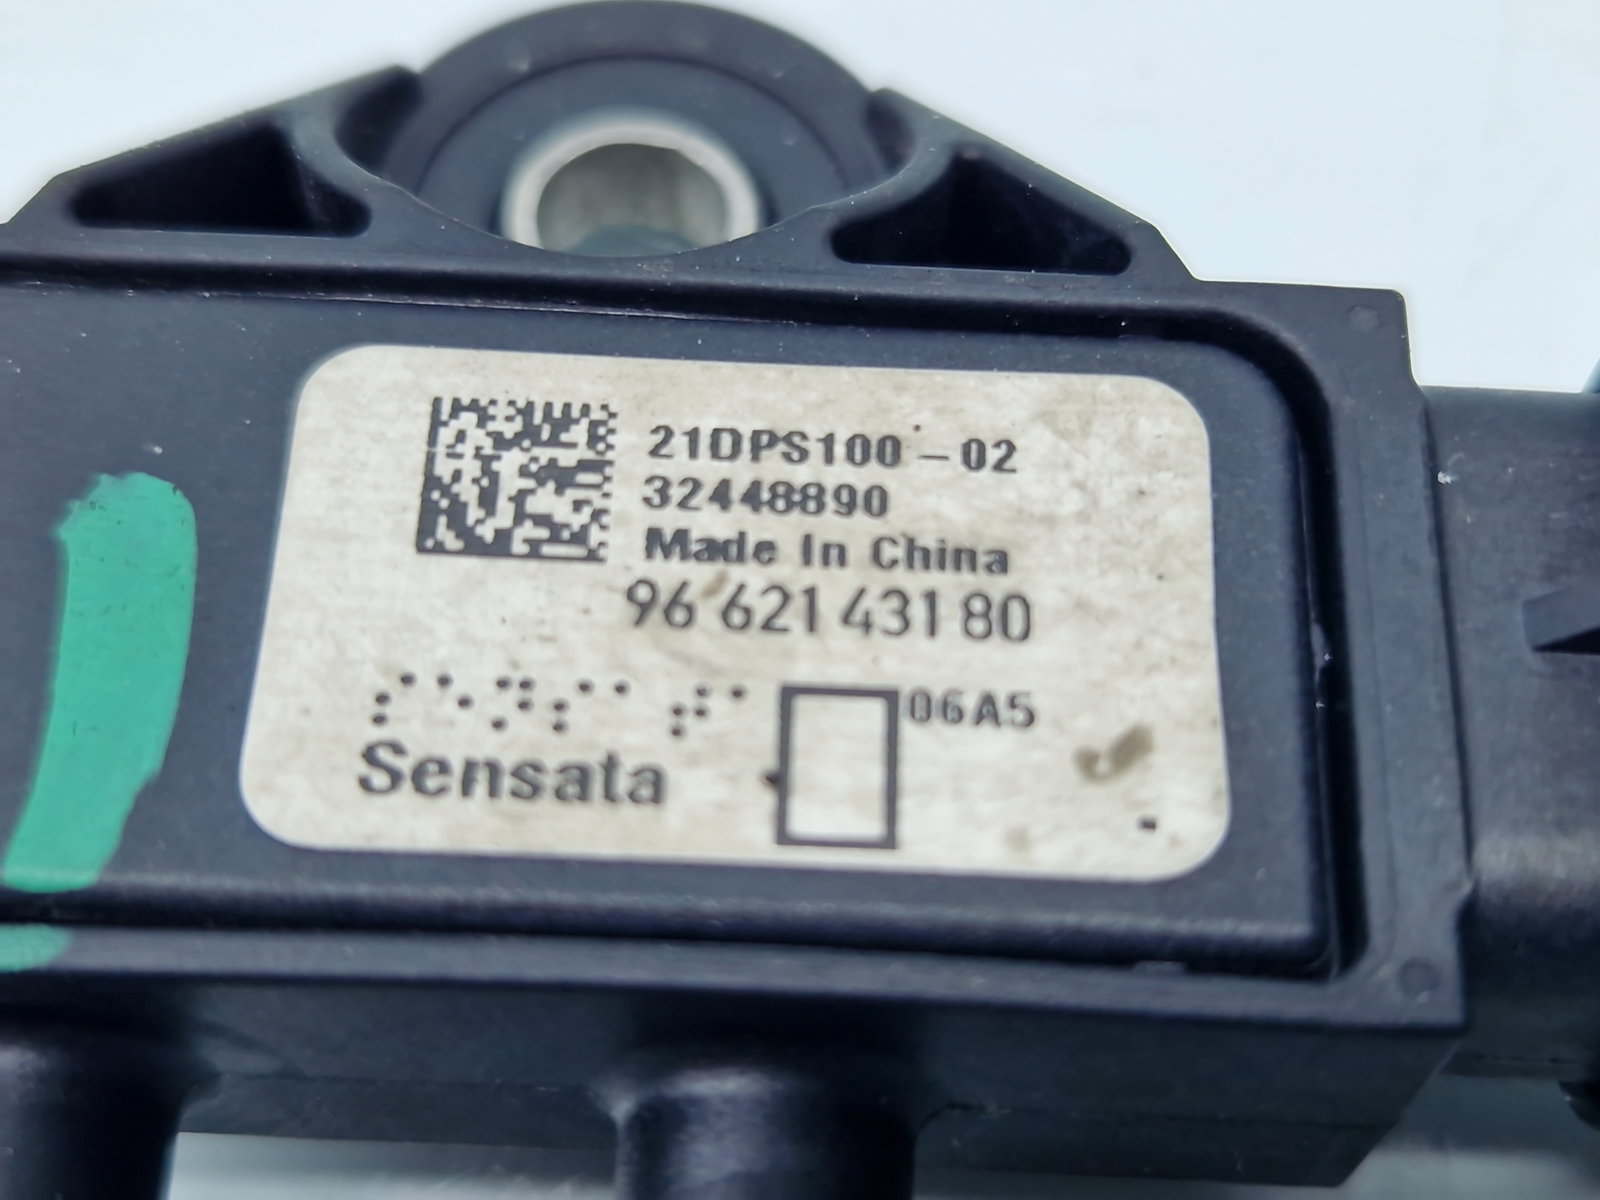 21DPS100-02
32448890
Made In China
96 621 431 80
06A5
Sensata